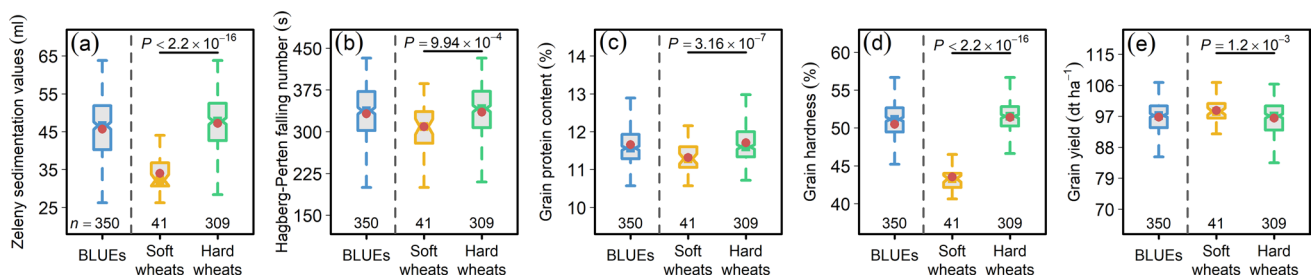 Zeleny sedimentation values (ml)
65
55
45
35
25
(a)
P < 2.2 × 10⁻¹⁶
n = 350
41
309
BLUEs
Soft wheats
Hard wheats
Hagberg-Perten falling number (s)
450
375
300
225
150
(b)
P = 9.94 × 10⁻⁴
350
41
309
BLUEs
Soft wheats
Hard wheats
Grain protein content (%)
14
13
12
11
10
(c)
P = 3.16 × 10⁻⁷
350
41
309
BLUEs
Soft wheats
Hard wheats
Grain hardness (%)
60
55
50
45
40
(d)
P < 2.2 × 10⁻¹⁶
350
41
309
BLUEs
Soft wheats
Hard wheats
Grain yield (dt ha⁻¹)
115
106
97
88
79
70
61
(e)
P = 1.2 × 10⁻³
350
41
309
BLUEs
Soft wheats
Hard wheats